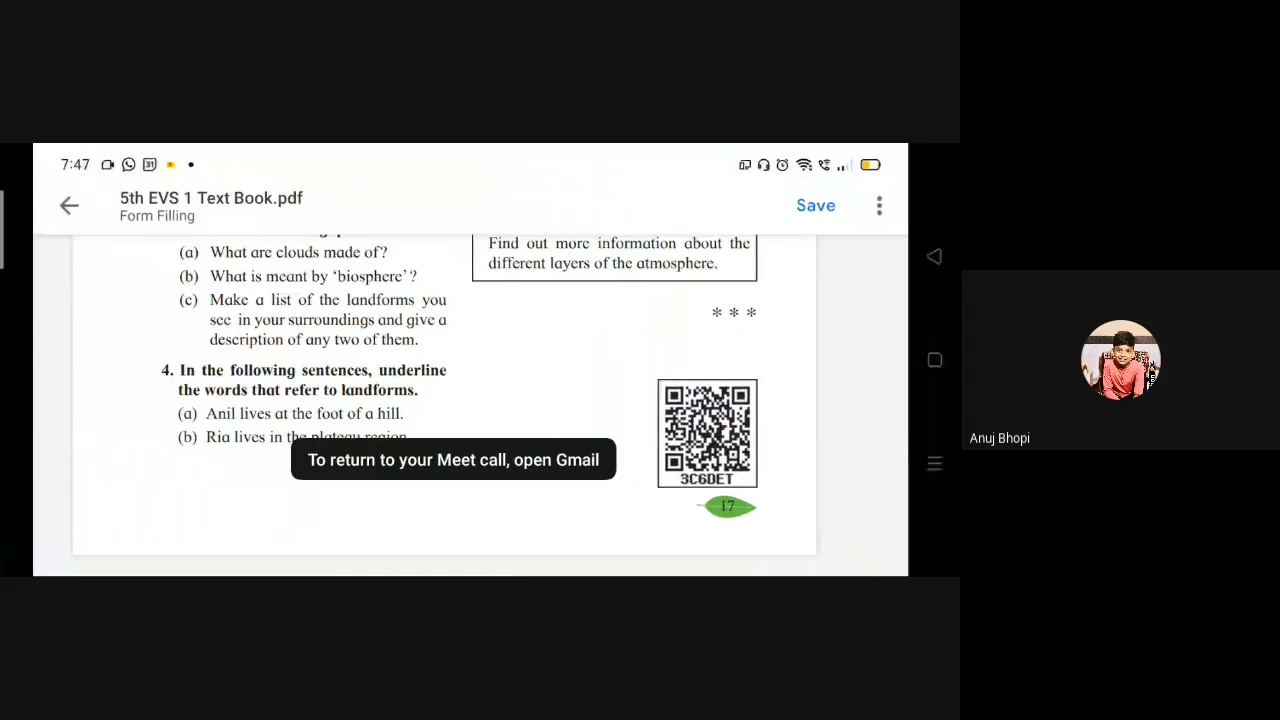 7:47
31
5th EVS 1 Text Book.pdf
Form Filling
Save
(a) What are clouds made of?
(b) What is meant by ‘biosphere’?
(c) Make a list of the landforms you
see in your surroundings and give a
description of any two of them.
4. In the following sentences, underline
the words that refer to landforms.
(a) Anil lives at the foot of a hill.
(b) Ria lives in the plateau region.
To return to your Meet call, open Gmail
Find out more information about the
different layers of the atmosphere.
* * *
3C6DET
17
Anuj Bhopi